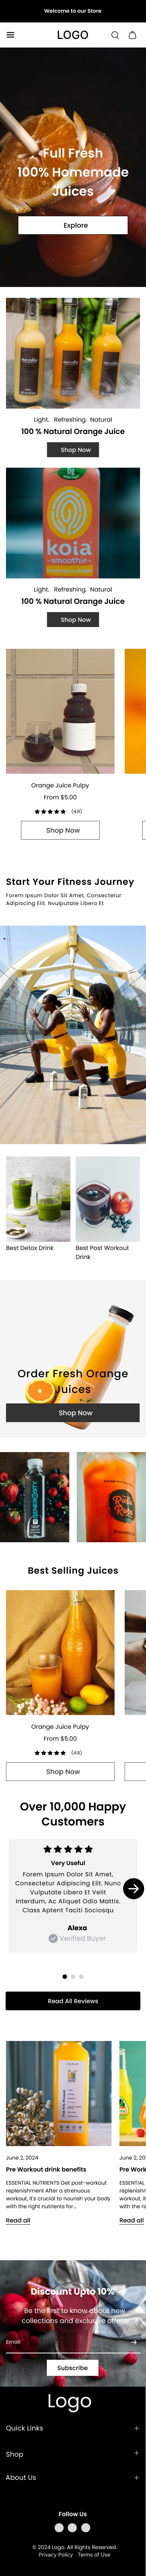 Welcome to our Store
LOGO
Full Fresh
100% Homemade
Juices
Explore
Light, Refreshing, Natural
100 % Natural Orange Juice
Shop Now
koia
smoothie
Light, Refreshing, Natural
100 % Natural Orange Juice
Shop Now
Orange Juice Pulpy
From $5.00
(4.8)
Shop Now
Start Your Fitness Journey
Forem Ipsum Dolor Sit Amet, Consectetur
Adipiscing Elit. Nvulputate Libero Et
Best Detox Drink
Best Post Workout
Drink
Order Fresh Orange
Juices
Shop Now
Best Selling Juices
Orange Juice Pulpy
From $5.00
(4.8)
Shop Now
Over 10,000 Happy
Customers
Very Useful
Forem Ipsum Dolor Sit Amet,
Consectetur Adipiscing Elit. Nunc
Vulputate Libero Et Velit
Interdum, Ac Aliquet Odio Mattis.
Class Aptent Taciti Sociosqu
Alexa
Verified Buyer
Read All Reviews
June 2, 2024
Pre Workout drink benefits
ESSENTIAL NUTRIENTS Get post-workout
replenishment After a strenuous
workout, it's crucial to nourish your body
with the right nutrients for...
Read all
June 2, 20
Pre Work
ESSENTIAL
replenish
workout, it
with the rig
Read all
Discount Upto 10%*
Be the first to know about new
collections and exclusive offers.
Email
Subscribe
Logo
Quick Links
Shop
About Us
Follow Us
© 2024 Logo. All Rights Reserved.
Privacy Policy Terms of Use